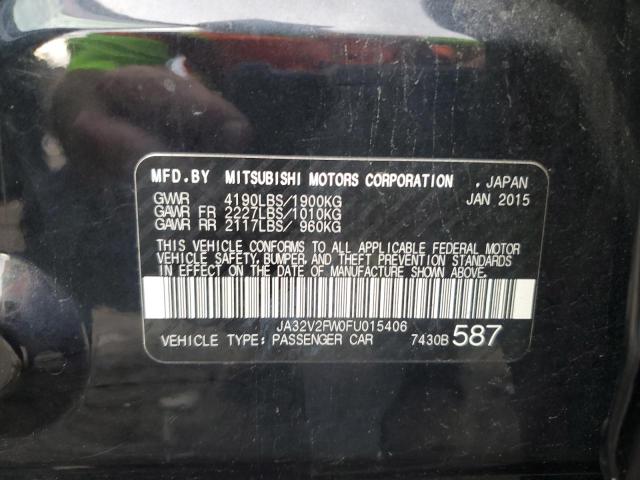 MFD.BY MITSUBISHI MOTORS CORPORATION , JAPAN
GVWR 4190LBS/1900KG JAN 2015
GAWR FR 2227LBS/1010KG
GAWR RR 2117LBS/ 960KG
THIS VEHICLE CONFORMS TO ALL APPLICABLE FEDERAL MOTOR
VEHICLE SAFETY, BUMPER, AND THEFT PREVENTION STANDARDS
IN EFFECT ON THE DATE OF MANUFACTURE SHOWN ABOVE.
JA32V2FW0FU015406
VEHICLE TYPE: PASSENGER CAR 7430B 587